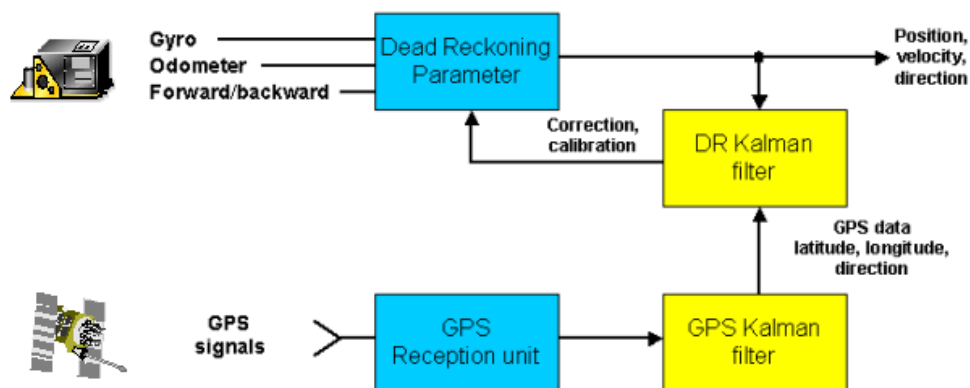 Gyro
Odometer
Forward/backward
Dead Reckoning
Parameter
Position,
velocity,
direction
Correction,
calibration
DR Kalman
filter
GPS data
latitude, longitude,
direction
GPS
signals
GPS
Reception unit
GPS Kalman
filter